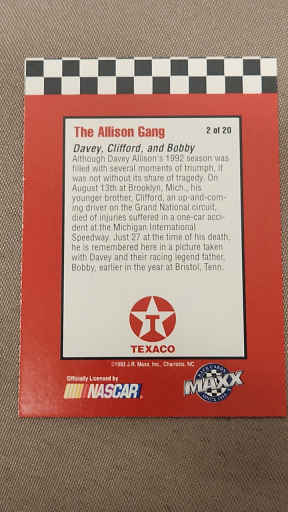 The Allison Gang 2 of 20
Davey, Clifford, and Bobby
Although Davey Allison's 1992 season was
filled with several moments of triumph, it
was not without its share of tragedy. On
August 13th at Brooklyn, Mich., his
younger brother, Clifford, an up-and-com-
ing driver on the Grand National circuit,
died of injuries suffered in a one-car acci-
dent at the Michigan International
Speedway. Just 27 at the time of his death,
he is remembered here in a picture taken
with Davey and their racing legend father,
Bobby, earlier in the year at Bristol, Tenn.
T
TEXACO
J.R. Maxx, Inc., Charlotte, NC
Officially Licensed by
NASCAR
RACE CARDS
MAXX